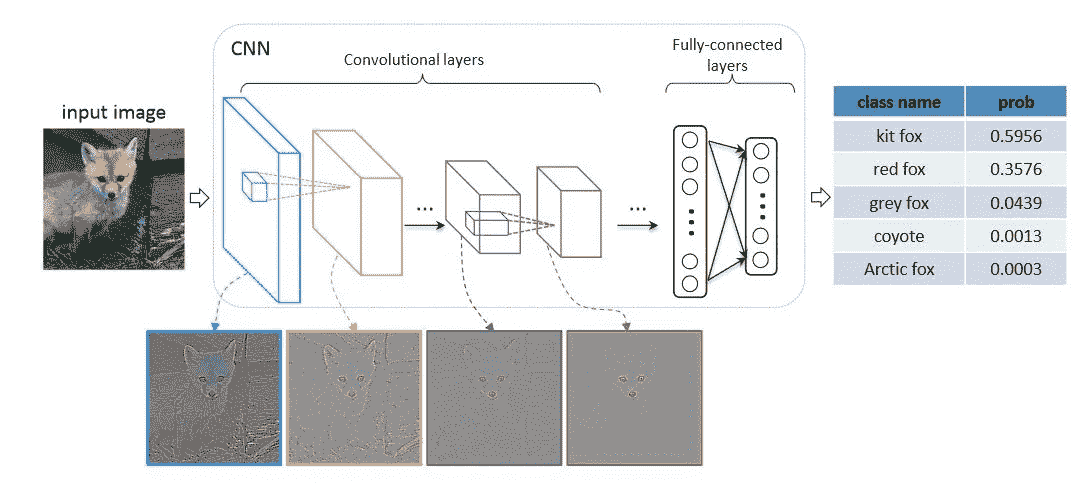 CNN
Convolutional layers
Fully-connected
layers
input image
...
...
class name prob
kit fox 0.5956
red fox 0.3576
grey fox 0.0439
coyote 0.0013
Arctic fox 0.0003